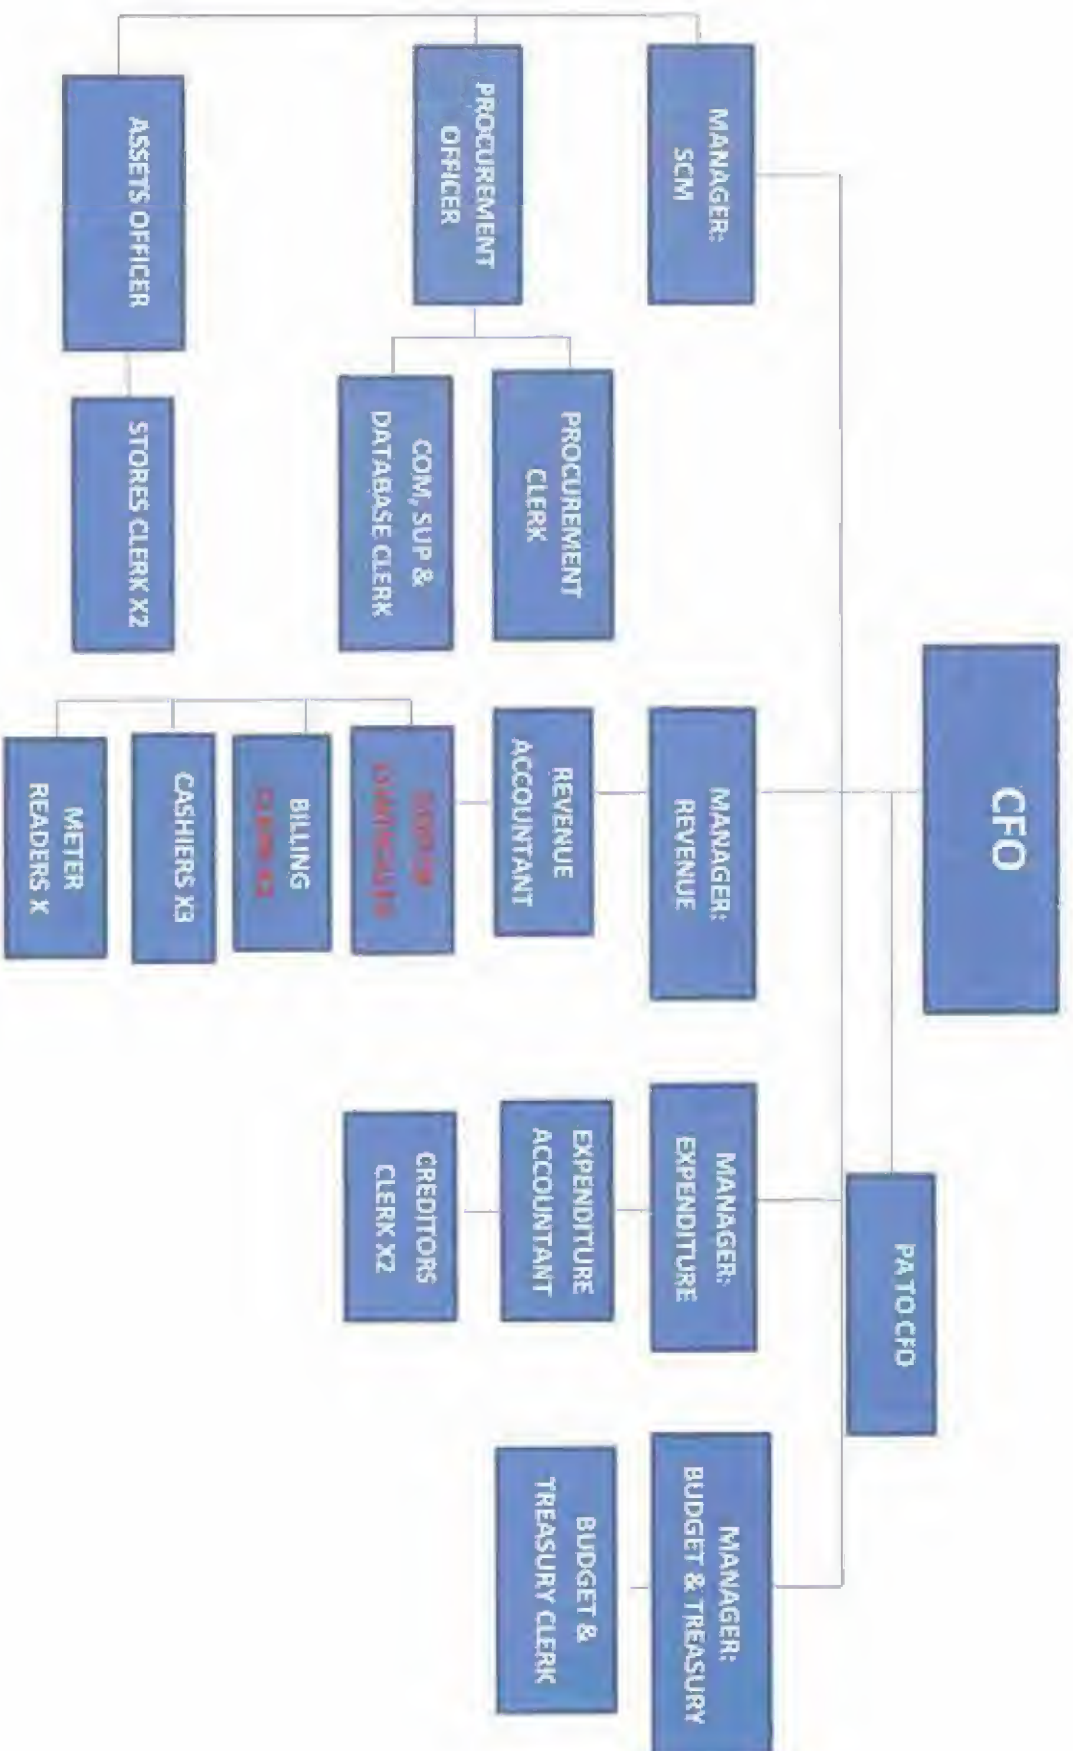 CFO
PA TO CFO
MANAGER:
SCM
MANAGER:
REVENUE
MANAGER:
EXPENDITURE
MANAGER:
BUDGET & TREASURY
PROCUREMENT
OFFICER
PROCUREMENT
CLERK
COM, SUP &
DATABASE CLERK
ASSETS OFFICER
STORES CLERK X2
REVENUE
ACCOUNTANT
BILLING
CASHIERS X3
METER
READERS X
EXPENDITURE
ACCOUNTANT
CREDITORS
CLERK X2
BUDGET &
TREASURY CLERK